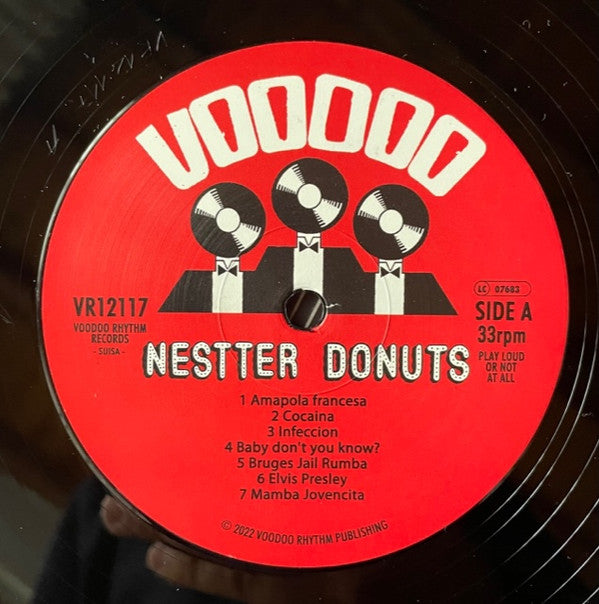 VOODOO
VR12117
VOODOO RHYTHM
RECORDS
- SUISA -
LC 07683
SIDE A
33rpm
PLAY LOUD
OR NOT
AT ALL
NESTTER DONUTS
1 Amapola francesa
2 Cocaina
3 Infeccion
4 Baby don't you know?
5 Bruges Jail Rumba
6 Elvis Presley
7 Mamba Jovencita
© 2022 VOODOO RHYTHM PUBLISHING